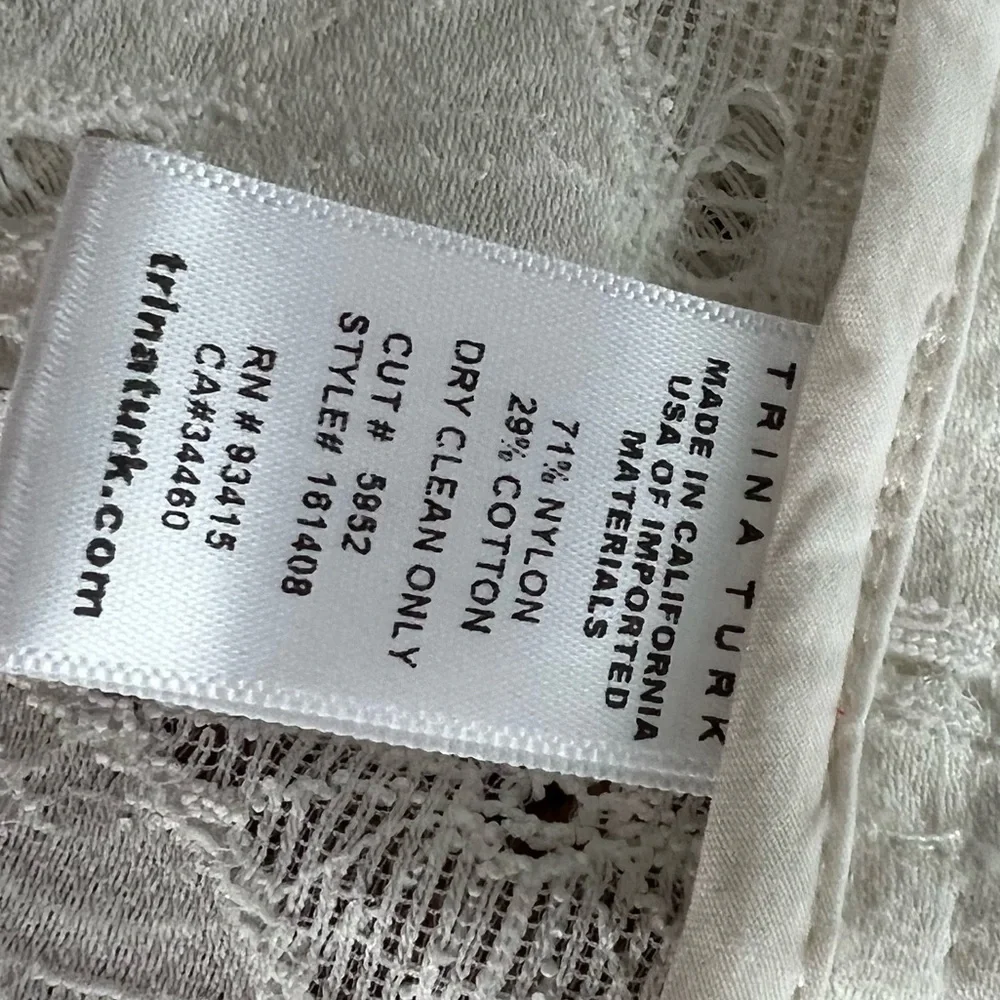 TRINA TURK
MADE IN CALIFORNIA
USA OF IMPORTED
MATERIALS
71% NYLON
29% COTTON
DRY CLEAN ONLY
CUT # 5952
STYLE# 181408
RN # 93415
CA#34460
trinaturk.com